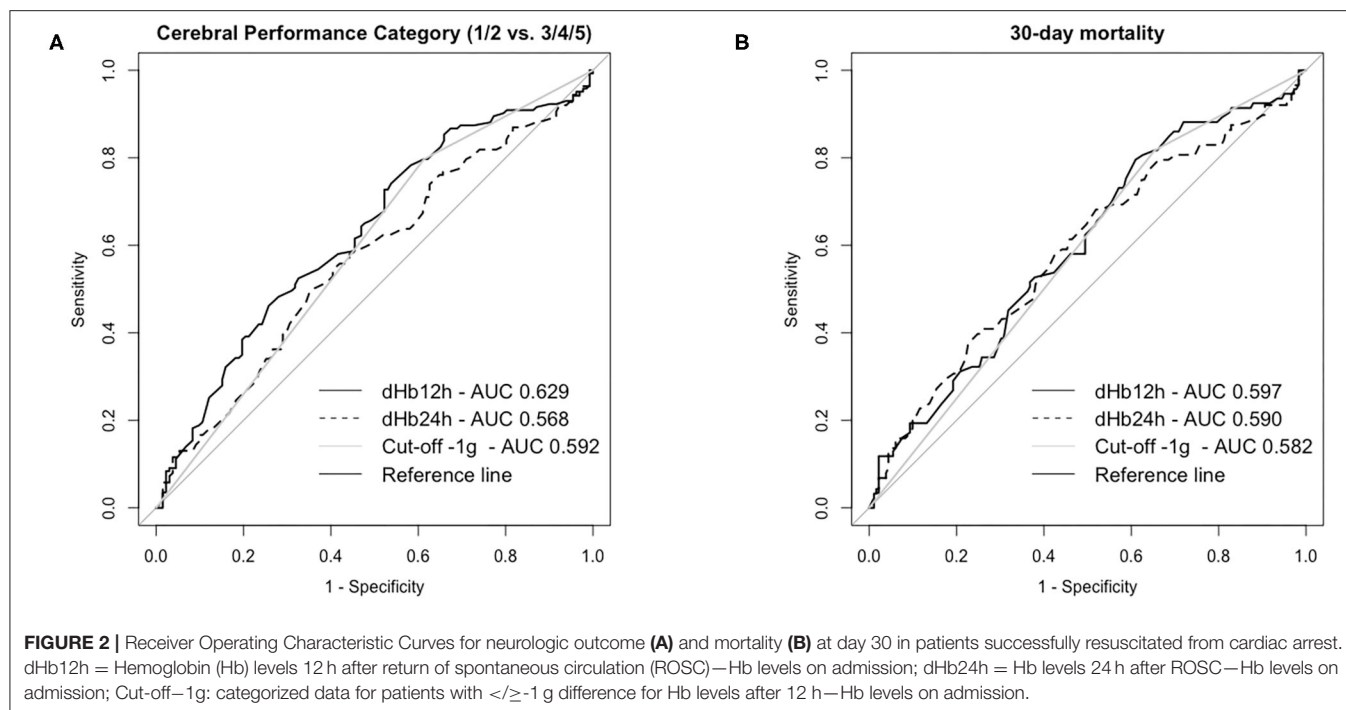 A
Cerebral Performance Category (1/2 vs. 3/4/5)
Sensitivity
1.0
0.8
0.6
0.4
0.2
0.0
dHb12h - AUC 0.629
dHb24h - AUC 0.568
Cut-off -1g - AUC 0.592
Reference line
0.0 0.2 0.4 0.6 0.8 1.0
1 - Specificity
B
30-day mortality
Sensitivity
1.0
0.8
0.6
0.4
0.2
0.0
dHb12h - AUC 0.597
dHb24h - AUC 0.590
Cut-off -1g - AUC 0.582
Reference line
0.0 0.2 0.4 0.6 0.8 1.0
1 - Specificity
FIGURE 2 | Receiver Operating Characteristic Curves for neurologic outcome (A) and mortality (B) at day 30 in patients successfully resuscitated from cardiac arrest.
dHb12h = Hemoglobin (Hb) levels 12 h after return of spontaneous circulation (ROSC)—Hb levels on admission; dHb24h = Hb levels 24 h after ROSC—Hb levels on
admission; Cut-off−1g: categorized data for patients with </≥-1 g difference for Hb levels after 12 h—Hb levels on admission.